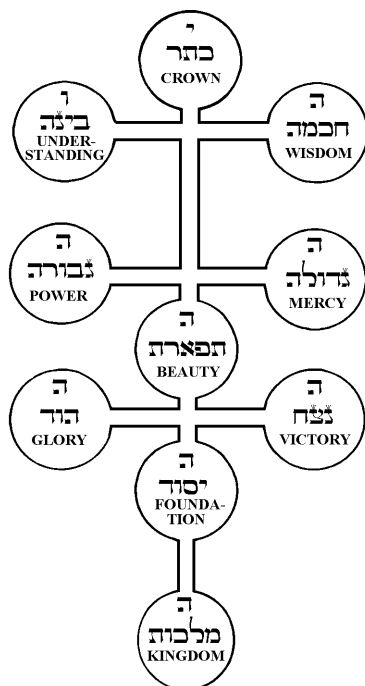 י
כתר
CROWN
ו
בינה
UNDER-
STANDING
ה
חכמה
WISDOM
ה
גבורה
POWER
ה
גדולה
MERCY
ה
תפארת
BEAUTY
ה
הוד
GLORY
ה
נצח
VICTORY
ה
יסוד
FOUNDA-
TION
ה
מלכות
KINGDOM